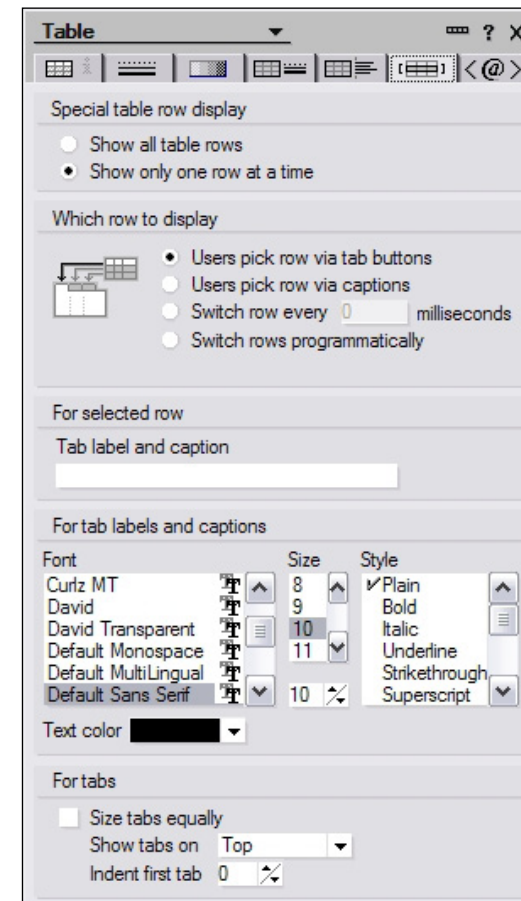 Table
? X
< @ >
Special table row display
Show all table rows
Show only one row at a time
Which row to display
Users pick row via tab buttons
Users pick row via captions
Switch row every 0 milliseconds
Switch rows programmatically
For selected row
Tab label and caption
For tab labels and captions
Font Size Style
Curlz MT 8 Plain
David 9 Bold
David Transparent 10 Italic
Default Monospace 11 Underline
Default MultiLingual Strikethrough
Default Sans Serif 10 Superscript
Text color
For tabs
Size tabs equally
Show tabs on Top
Indent first tab 0